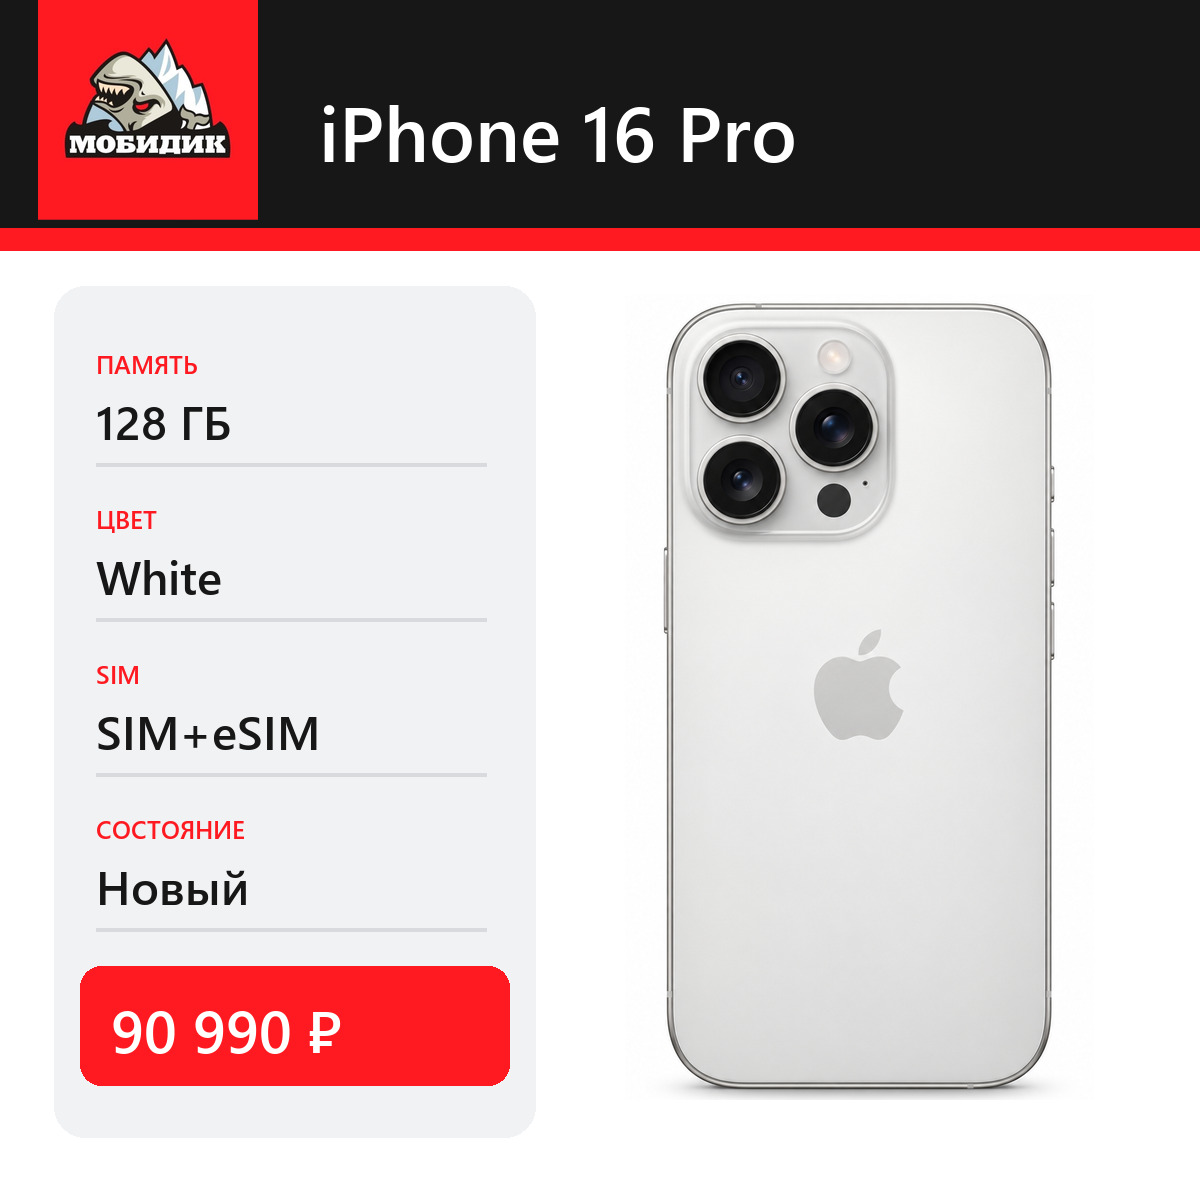 МОБИДИК
iPhone 16 Pro
ПАМЯТЬ
128 ГБ
ЦВЕТ
White
SIM
SIM+eSIM
СОСТОЯНИЕ
Новый
90 990 ₽